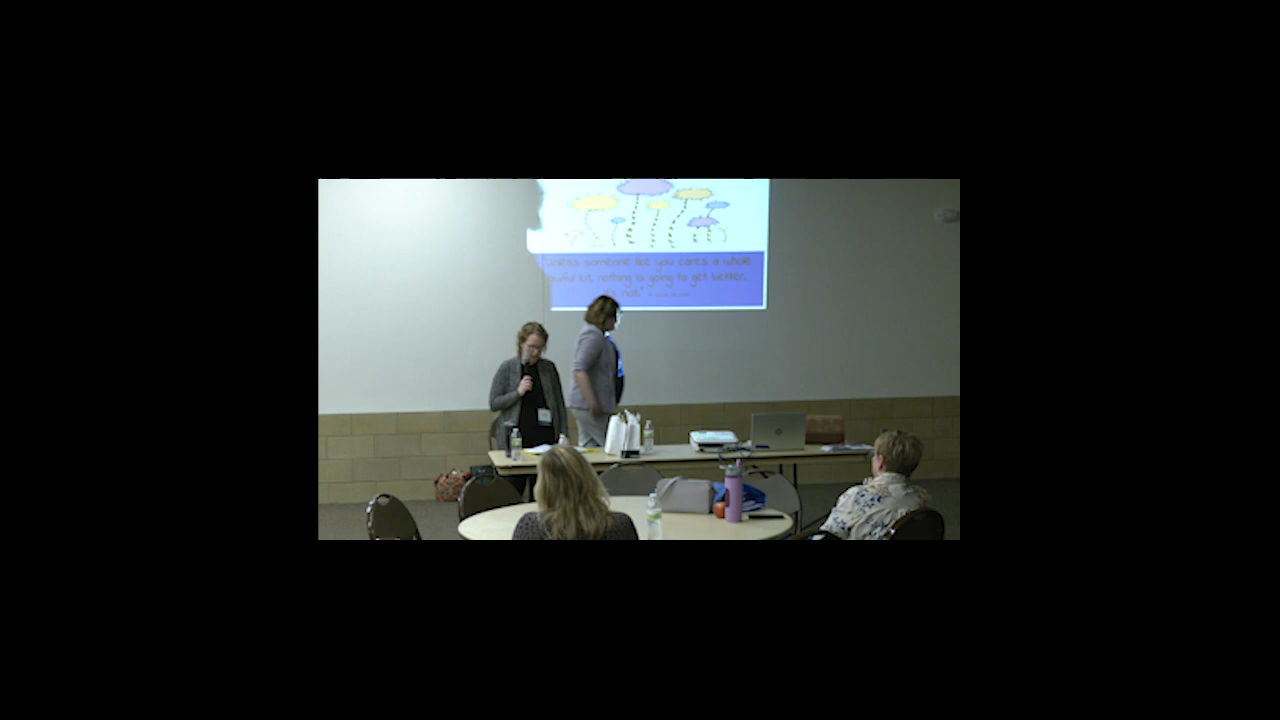 Unless someone like you cares a whole
awful lot, nothing is going to get better.
It's not."